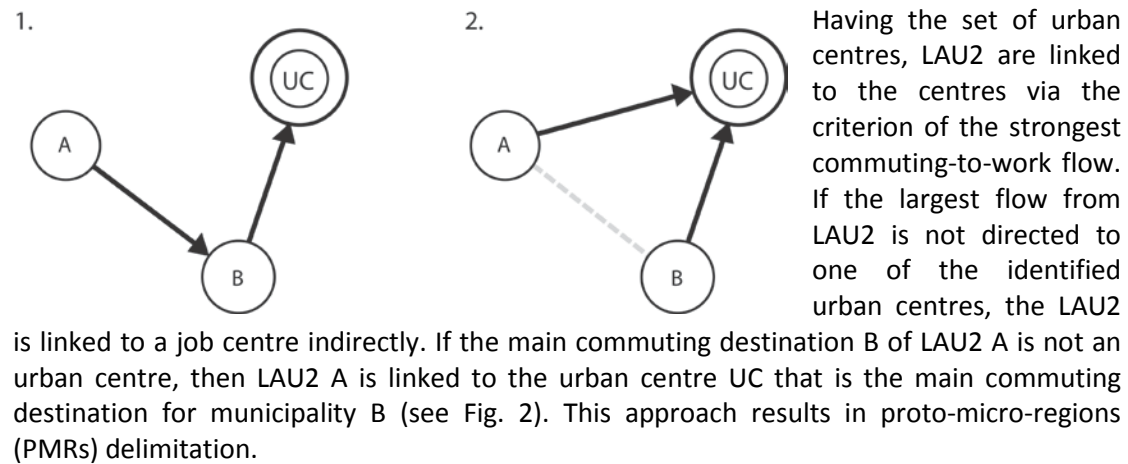 1.
UC
A
B
2.
UC
A
B
Having the set of urban
centres, LAU2 are linked
to the centres via the
criterion of the strongest
commuting-to-work flow.
If the largest flow from
LAU2 is not directed to
one of the identified
urban centres, the LAU2
is linked to a job centre indirectly. If the main commuting destination B of LAU2 A is not an
urban centre, then LAU2 A is linked to the urban centre UC that is the main commuting
destination for municipality B (see Fig. 2). This approach results in proto-micro-regions
(PMRs) delimitation.